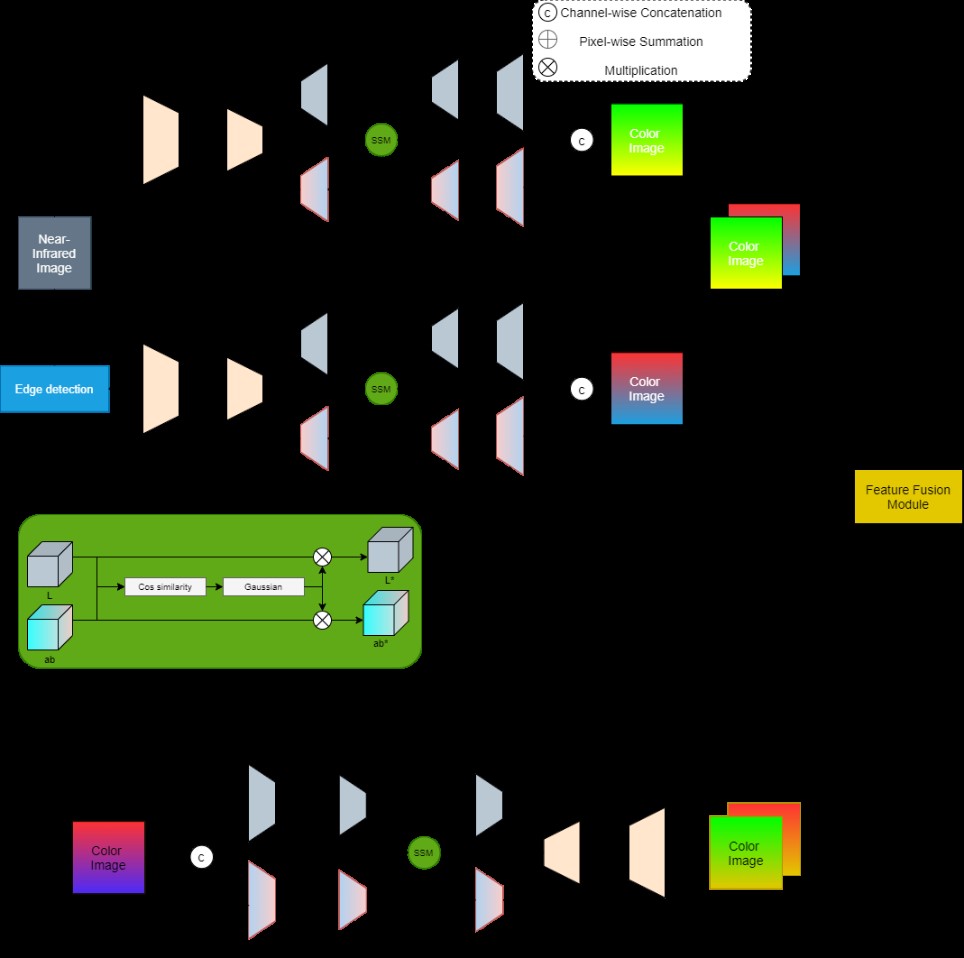 c Channel-wise Concatenation
Pixel-wise Summation
Multiplication
SSM
c
Color
Image
Near-
Infrared
Image
Color
Image
Edge detection
SSM
c
Color
Image
Feature Fusion
Module
L
Cos similarity
Gaussian
L*
ab
ab*
Color
Image
c
SSM
Color
Image